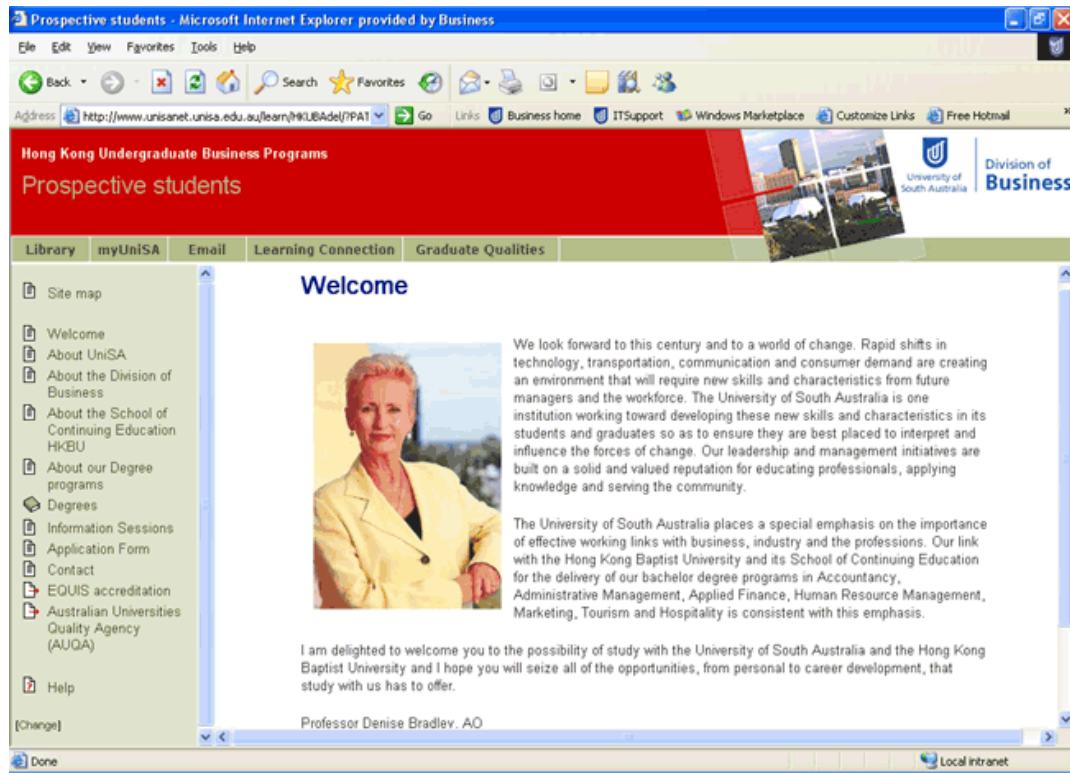 Prospective students - Microsoft Internet Explorer provided by Business
File Edit View Favorites Tools Help
Back Search Favorites
Address http://www.unisanet.unisa.edu.au/learn/HKUBAdel/?PAT Go Links Business home ITSupport Windows Marketplace Customize Links Free Hotmail »
Hong Kong Undergraduate Business Programs
Prospective students
University of
South Australia
Division of
Business
Library myUniSA Email Learning Connection Graduate Qualities
Site map
Welcome
About UniSA
About the Division of
Business
About the School of
Continuing Education
HKBU
About our Degree
programs
Degrees
Information Sessions
Application Form
Contact
EQUIS accreditation
Australian Universities
Quality Agency
(AUQA)
Help
[Change]
Welcome
We look forward to this century and to a world of change. Rapid shifts in
technology, transportation, communication and consumer demand are creating
an environment that will require new skills and characteristics from future
managers and the workforce. The University of South Australia is one
institution working toward developing these new skills and characteristics in its
students and graduates so as to ensure they are best placed to interpret and
influence the forces of change. Our leadership and management initiatives are
built on a solid and valued reputation for educating professionals, applying
knowledge and serving the community.
The University of South Australia places a special emphasis on the importance
of effective working links with business, industry and the professions. Our link
with the Hong Kong Baptist University and its School of Continuing Education
for the delivery of our bachelor degree programs in Accountancy,
Administrative Management, Applied Finance, Human Resource Management,
Marketing, Tourism and Hospitality is consistent with this emphasis.
I am delighted to welcome you to the possibility of study with the University of South Australia and the Hong Kong
Baptist University and I hope you will seize all of the opportunities, from personal to career development, that
study with us has to offer.
Professor Denise Bradley, AO
Done Local intranet